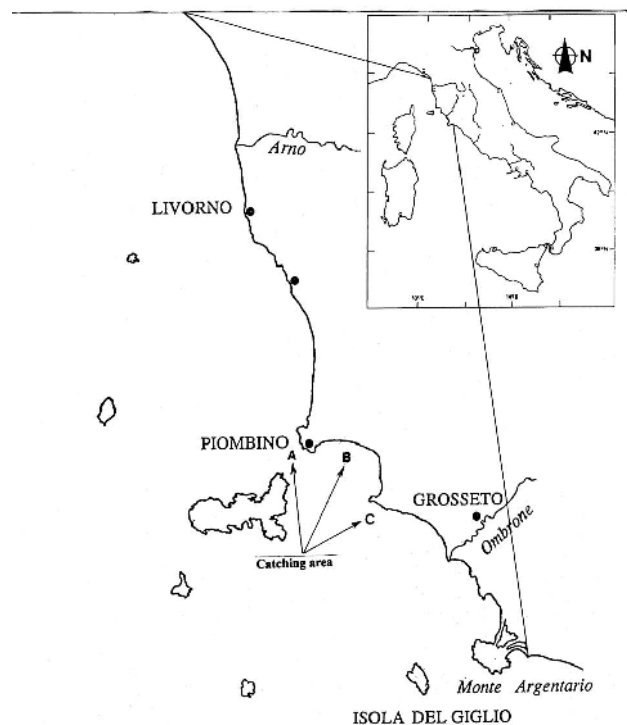 N
Arno
LIVORNO
PIOMBINO
A
B
GROSSETO
C
Ombrone
Catching area
Monte Argentario
ISOLA DEL GIGLIO